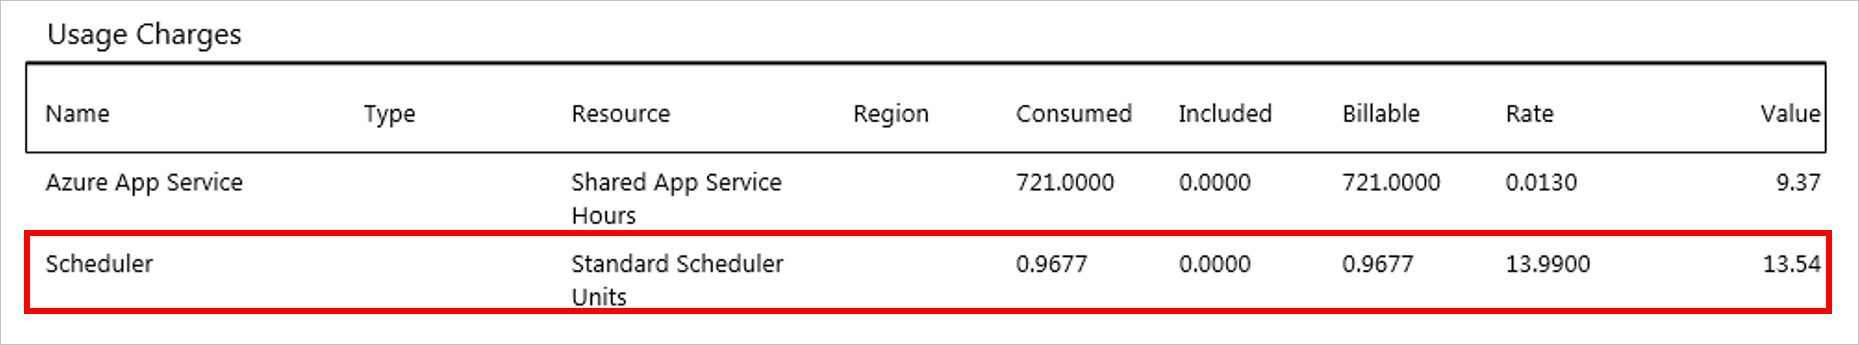 Usage Charges
Name Type Resource Region Consumed Included Billable Rate Value
Azure App Service Shared App Service 721.0000 0.0000 721.0000 0.0130 9.37
Hours
Scheduler Standard Scheduler 0.9677 0.0000 0.9677 13.9900 13.54
Units